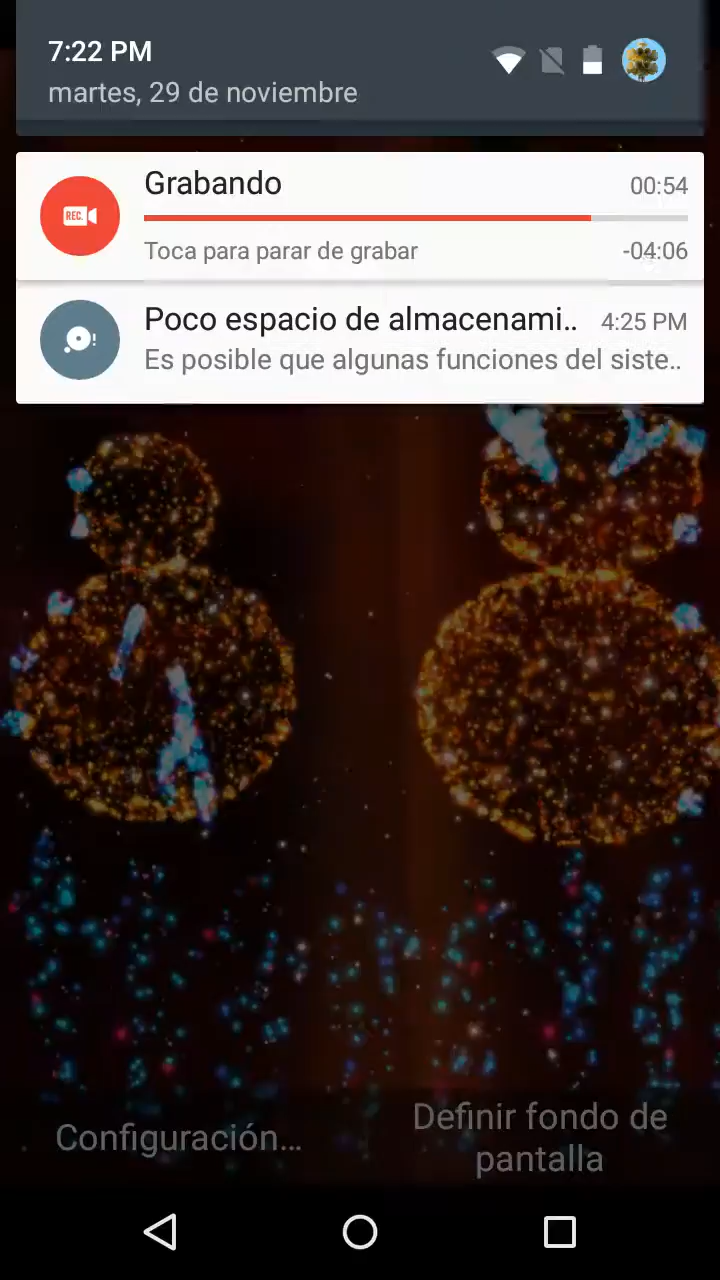 7:22 PM
martes, 29 de noviembre
Grabando
00:54
REC.
Toca para parar de grabar
-04:06
Poco espacio de almacenami..
4:25 PM
Es posible que algunas funciones del siste..
Configuración...
Definir fondo de
pantalla